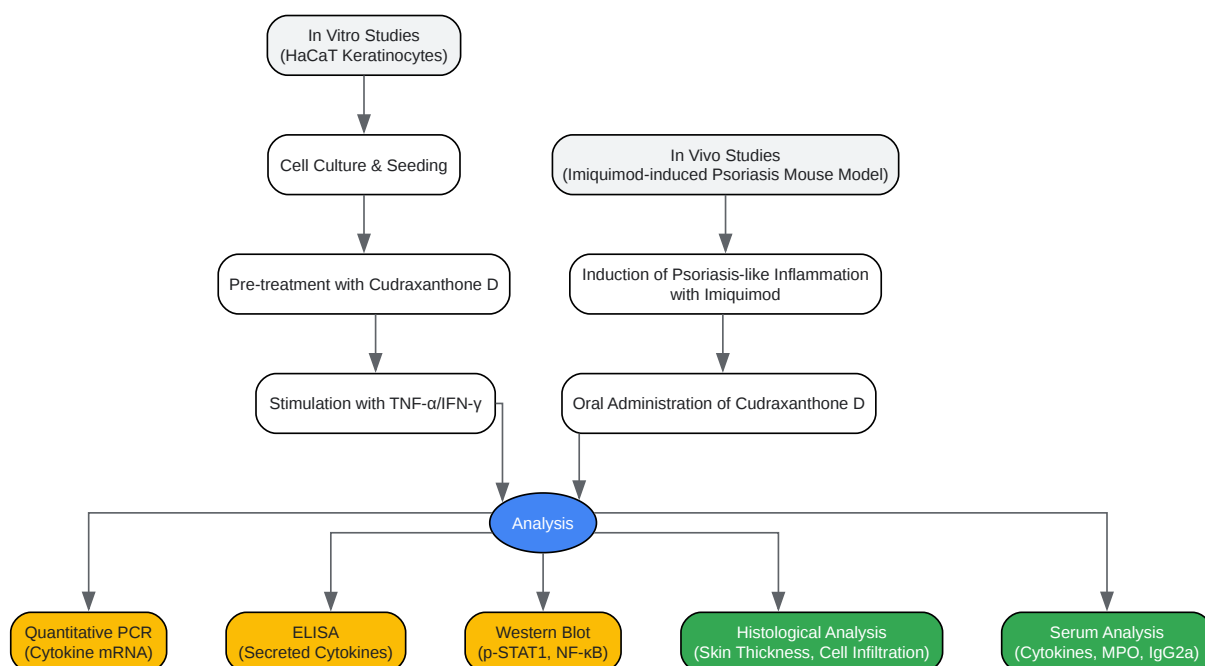 In Vitro Studies
(HaCaT Keratinocytes)
Cell Culture & Seeding
In Vivo Studies
(Imiquimod-induced Psoriasis Mouse Model)
Pre-treatment with Cudraxanthone D
Induction of Psoriasis-like Inflammation
with Imiquimod
Stimulation with TNF-α/IFN-γ
Oral Administration of Cudraxanthone D
Analysis
Quantitative PCR
(Cytokine mRNA)
ELISA
(Secreted Cytokines)
Western Blot
(p-STAT1, NF-κB)
Histological Analysis
(Skin Thickness, Cell Infiltration)
Serum Analysis
(Cytokines, MPO, IgG2a)